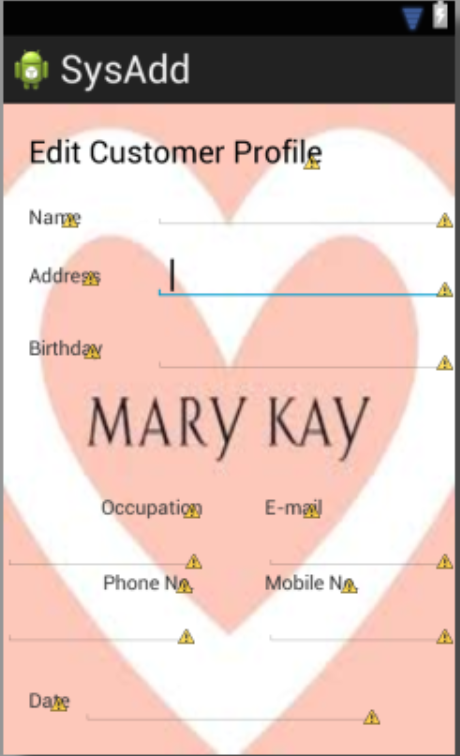 SysAdd
Edit Customer Profile
Name
Address
Birthday
MARY KAY
Occupation E-mail
Phone No. Mobile No.
Date